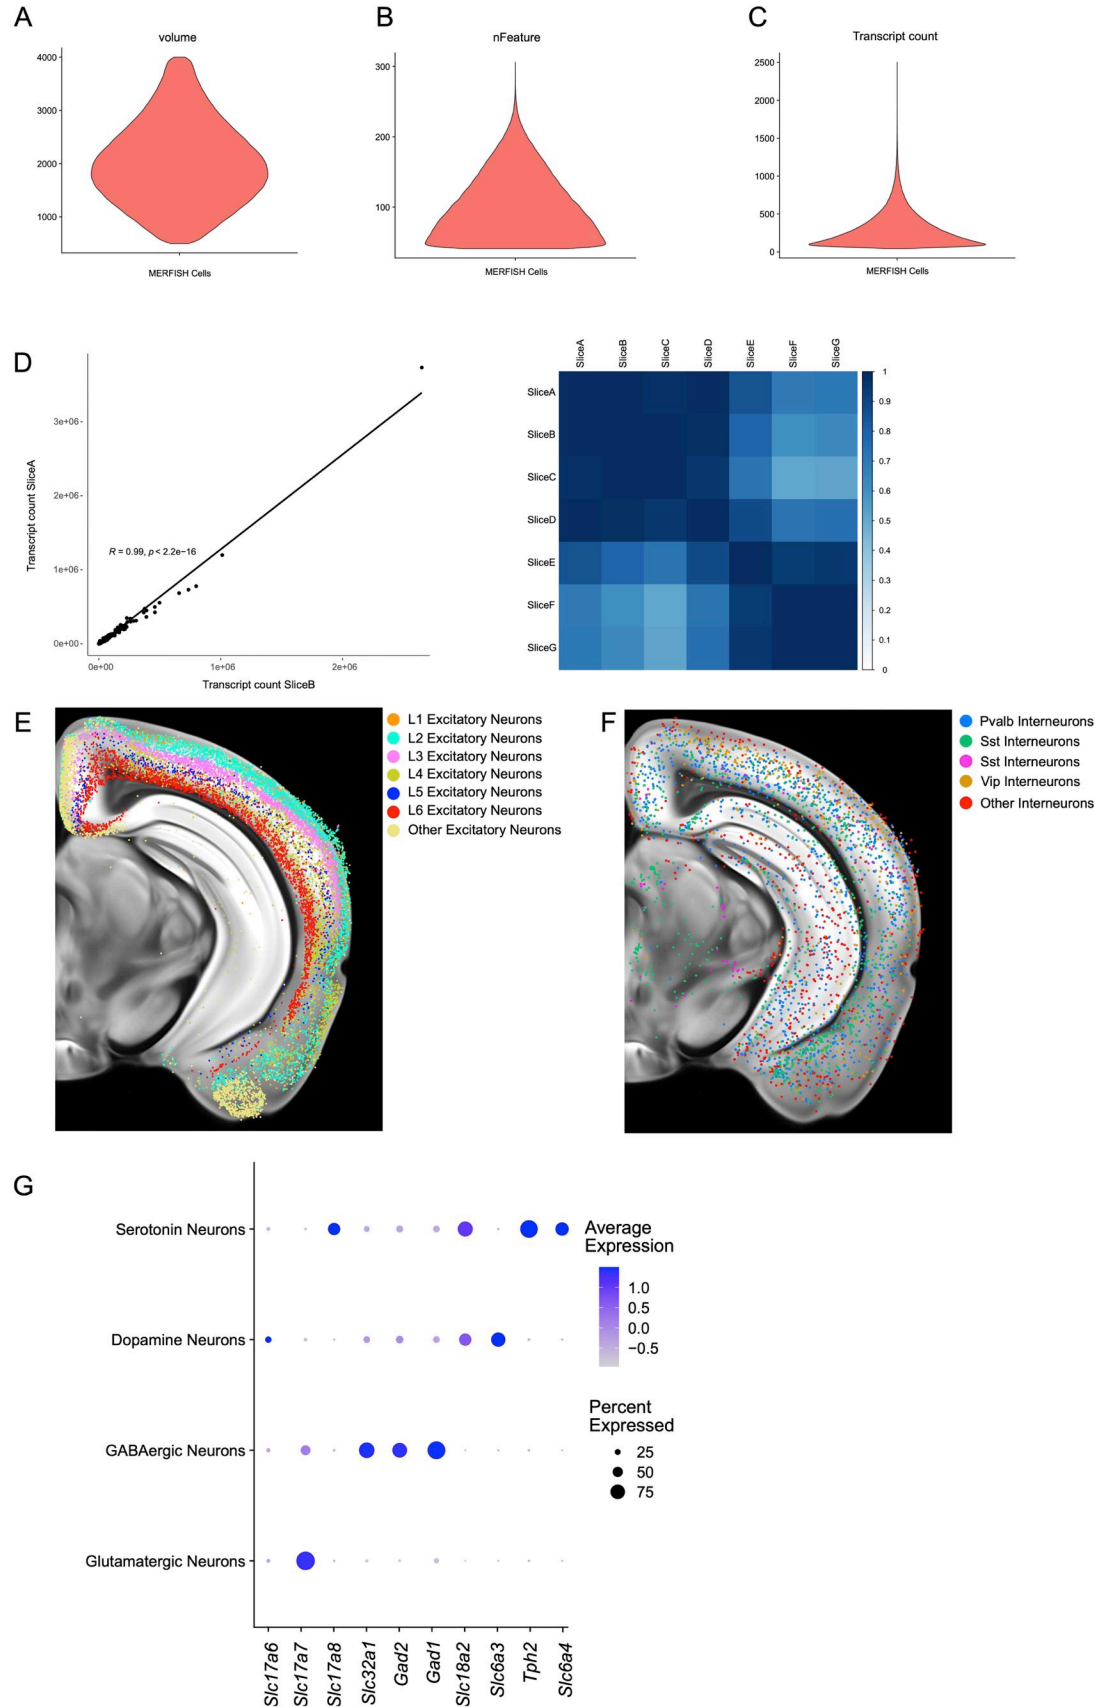 A
B
C
volume
4000
3000
2000
1000
MERFISH Cells
nFeature
300
200
100
MERFISH Cells
Transcript count
2500
2000
1500
1000
500
0
MERFISH Cells
D
Transcript count SliceA
3e+06
2e+06
1e+06
0e+00
R = 0.99, p < 2.2e−16
0e+00 1e+06 2e+06
Transcript count SliceB
SliceA SliceB SliceC SliceD SliceE SliceF SliceG
SliceA
SliceB
SliceC
SliceD
SliceE
SliceF
SliceG
1
0.9
0.8
0.7
0.6
0.5
0.4
0.3
0.2
0.1
0
E
L1 Excitatory Neurons
L2 Excitatory Neurons
L3 Excitatory Neurons
L4 Excitatory Neurons
L5 Excitatory Neurons
L6 Excitatory Neurons
Other Excitatory Neurons
F
Pvalb Interneurons
Sst Interneurons
Sst Interneurons
Vip Interneurons
Other Interneurons
G
Serotonin Neurons
Dopamine Neurons
GABAergic Neurons
Glutamatergic Neurons
Slc17a6 Slc17a7 Slc17a8 Slc32a1 Gad2 Gad1 Slc18a2 Slc6a3 Tph2 Slc6a4
Average
Expression
1.0
0.5
0.0
−0.5
Percent
Expressed
25
50
75